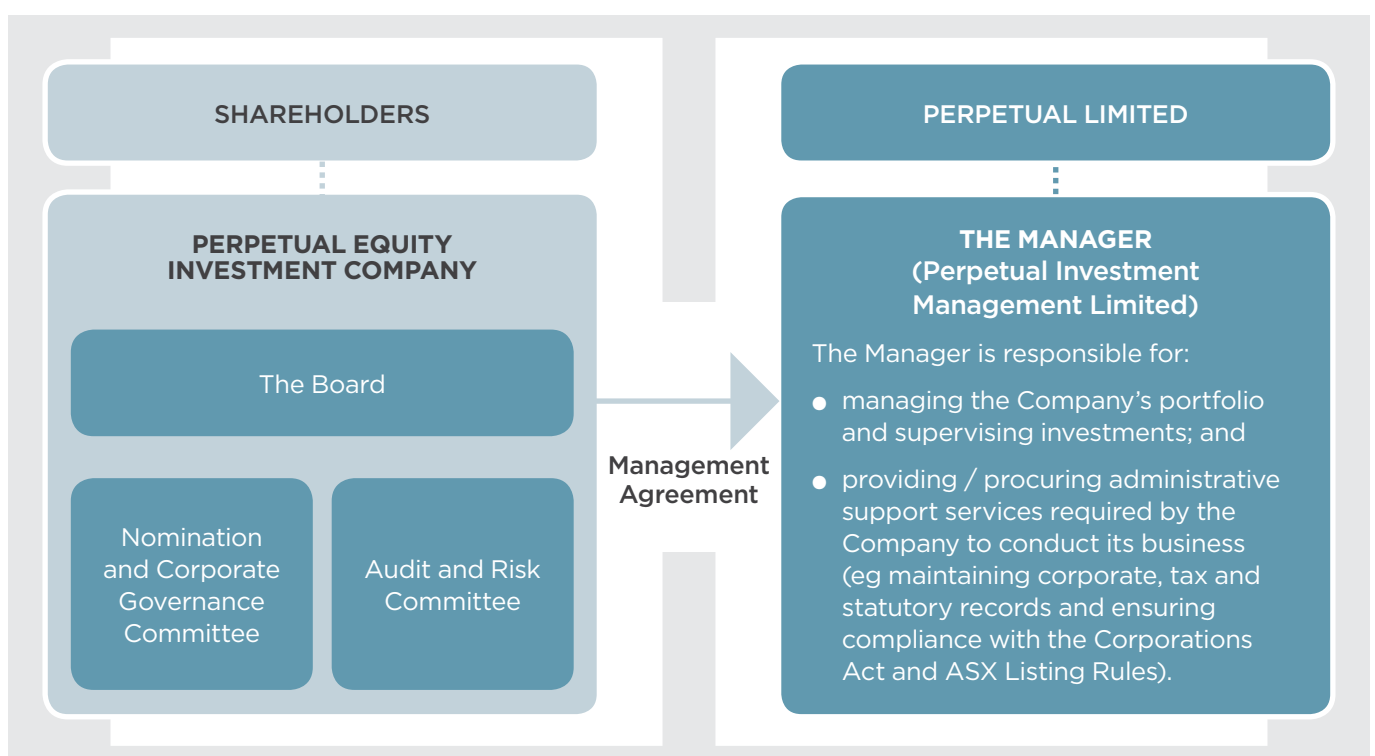 SHAREHOLDERS
PERPETUAL EQUITY
INVESTMENT COMPANY
The Board
Nomination
and Corporate
Governance
Committee
Audit and Risk
Committee
Management
Agreement
PERPETUAL LIMITED
THE MANAGER
(Perpetual Investment
Management Limited)
The Manager is responsible for:
● managing the Company’s portfolio
and supervising investments; and
● providing / procuring administrative
support services required by the
Company to conduct its business
(eg maintaining corporate, tax and
statutory records and ensuring
compliance with the Corporations
Act and ASX Listing Rules).